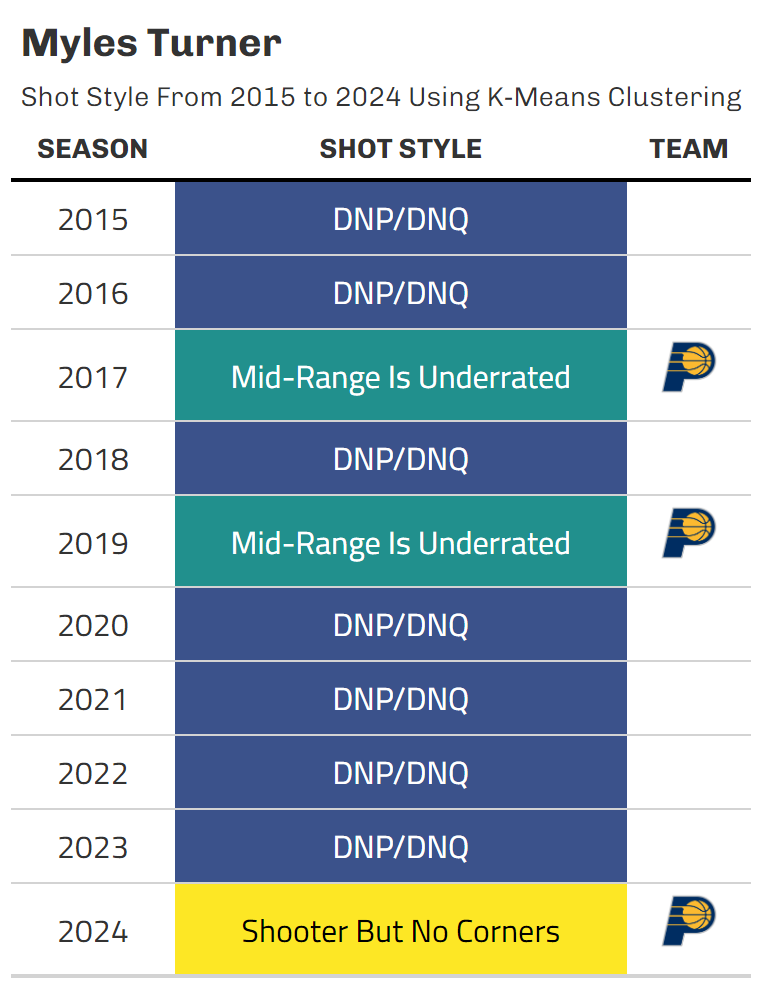 Myles Turner
Shot Style From 2015 to 2024 Using K-Means Clustering
SEASON SHOT STYLE TEAM
2015 DNP/DNQ
2016 DNP/DNQ
2017 Mid-Range Is Underrated
2018 DNP/DNQ
2019 Mid-Range Is Underrated
2020 DNP/DNQ
2021 DNP/DNQ
2022 DNP/DNQ
2023 DNP/DNQ
2024 Shooter But No Corners